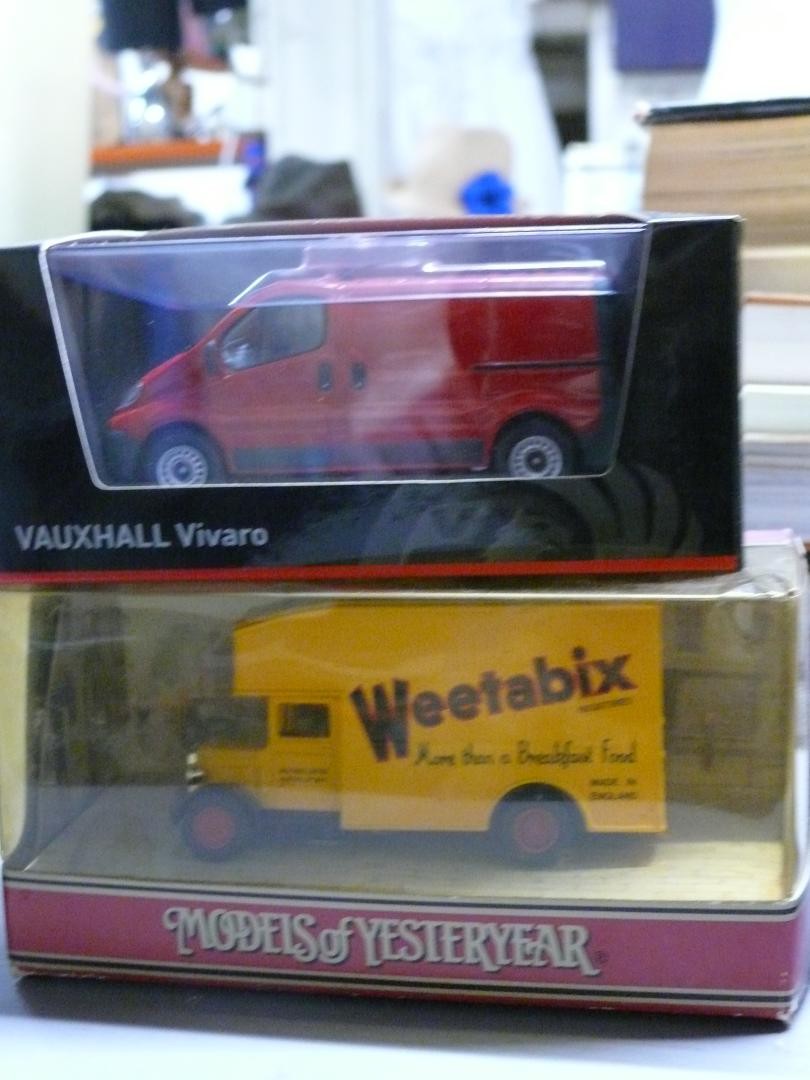 VAUXHALL Vivaro
Weetabix
More than a Breakfast Food
MADE IN
ENGLAND
MODELS of YESTERYEAR®